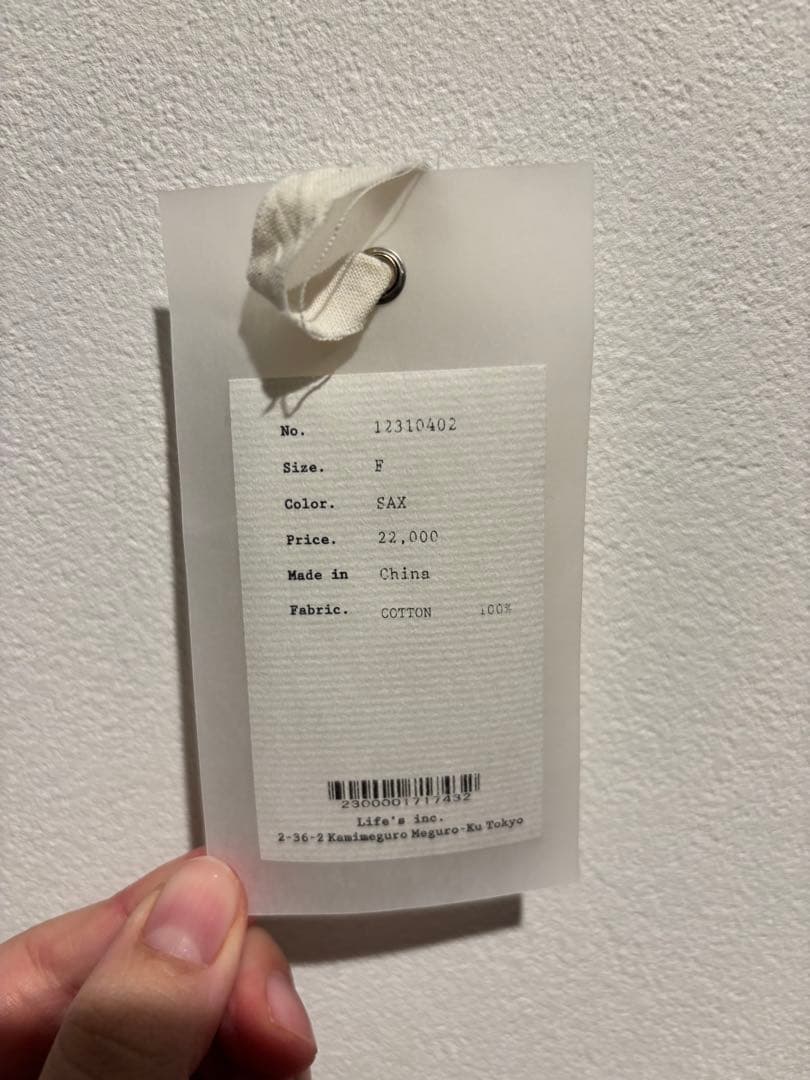 No. 12310402
Size. F
Color. SAX
Price. 22,000
Made in China
Fabric. COTTON 100%
2300001717432
Life's inc.
2-36-2 Kamimeguro Meguro-Ku Tokyo